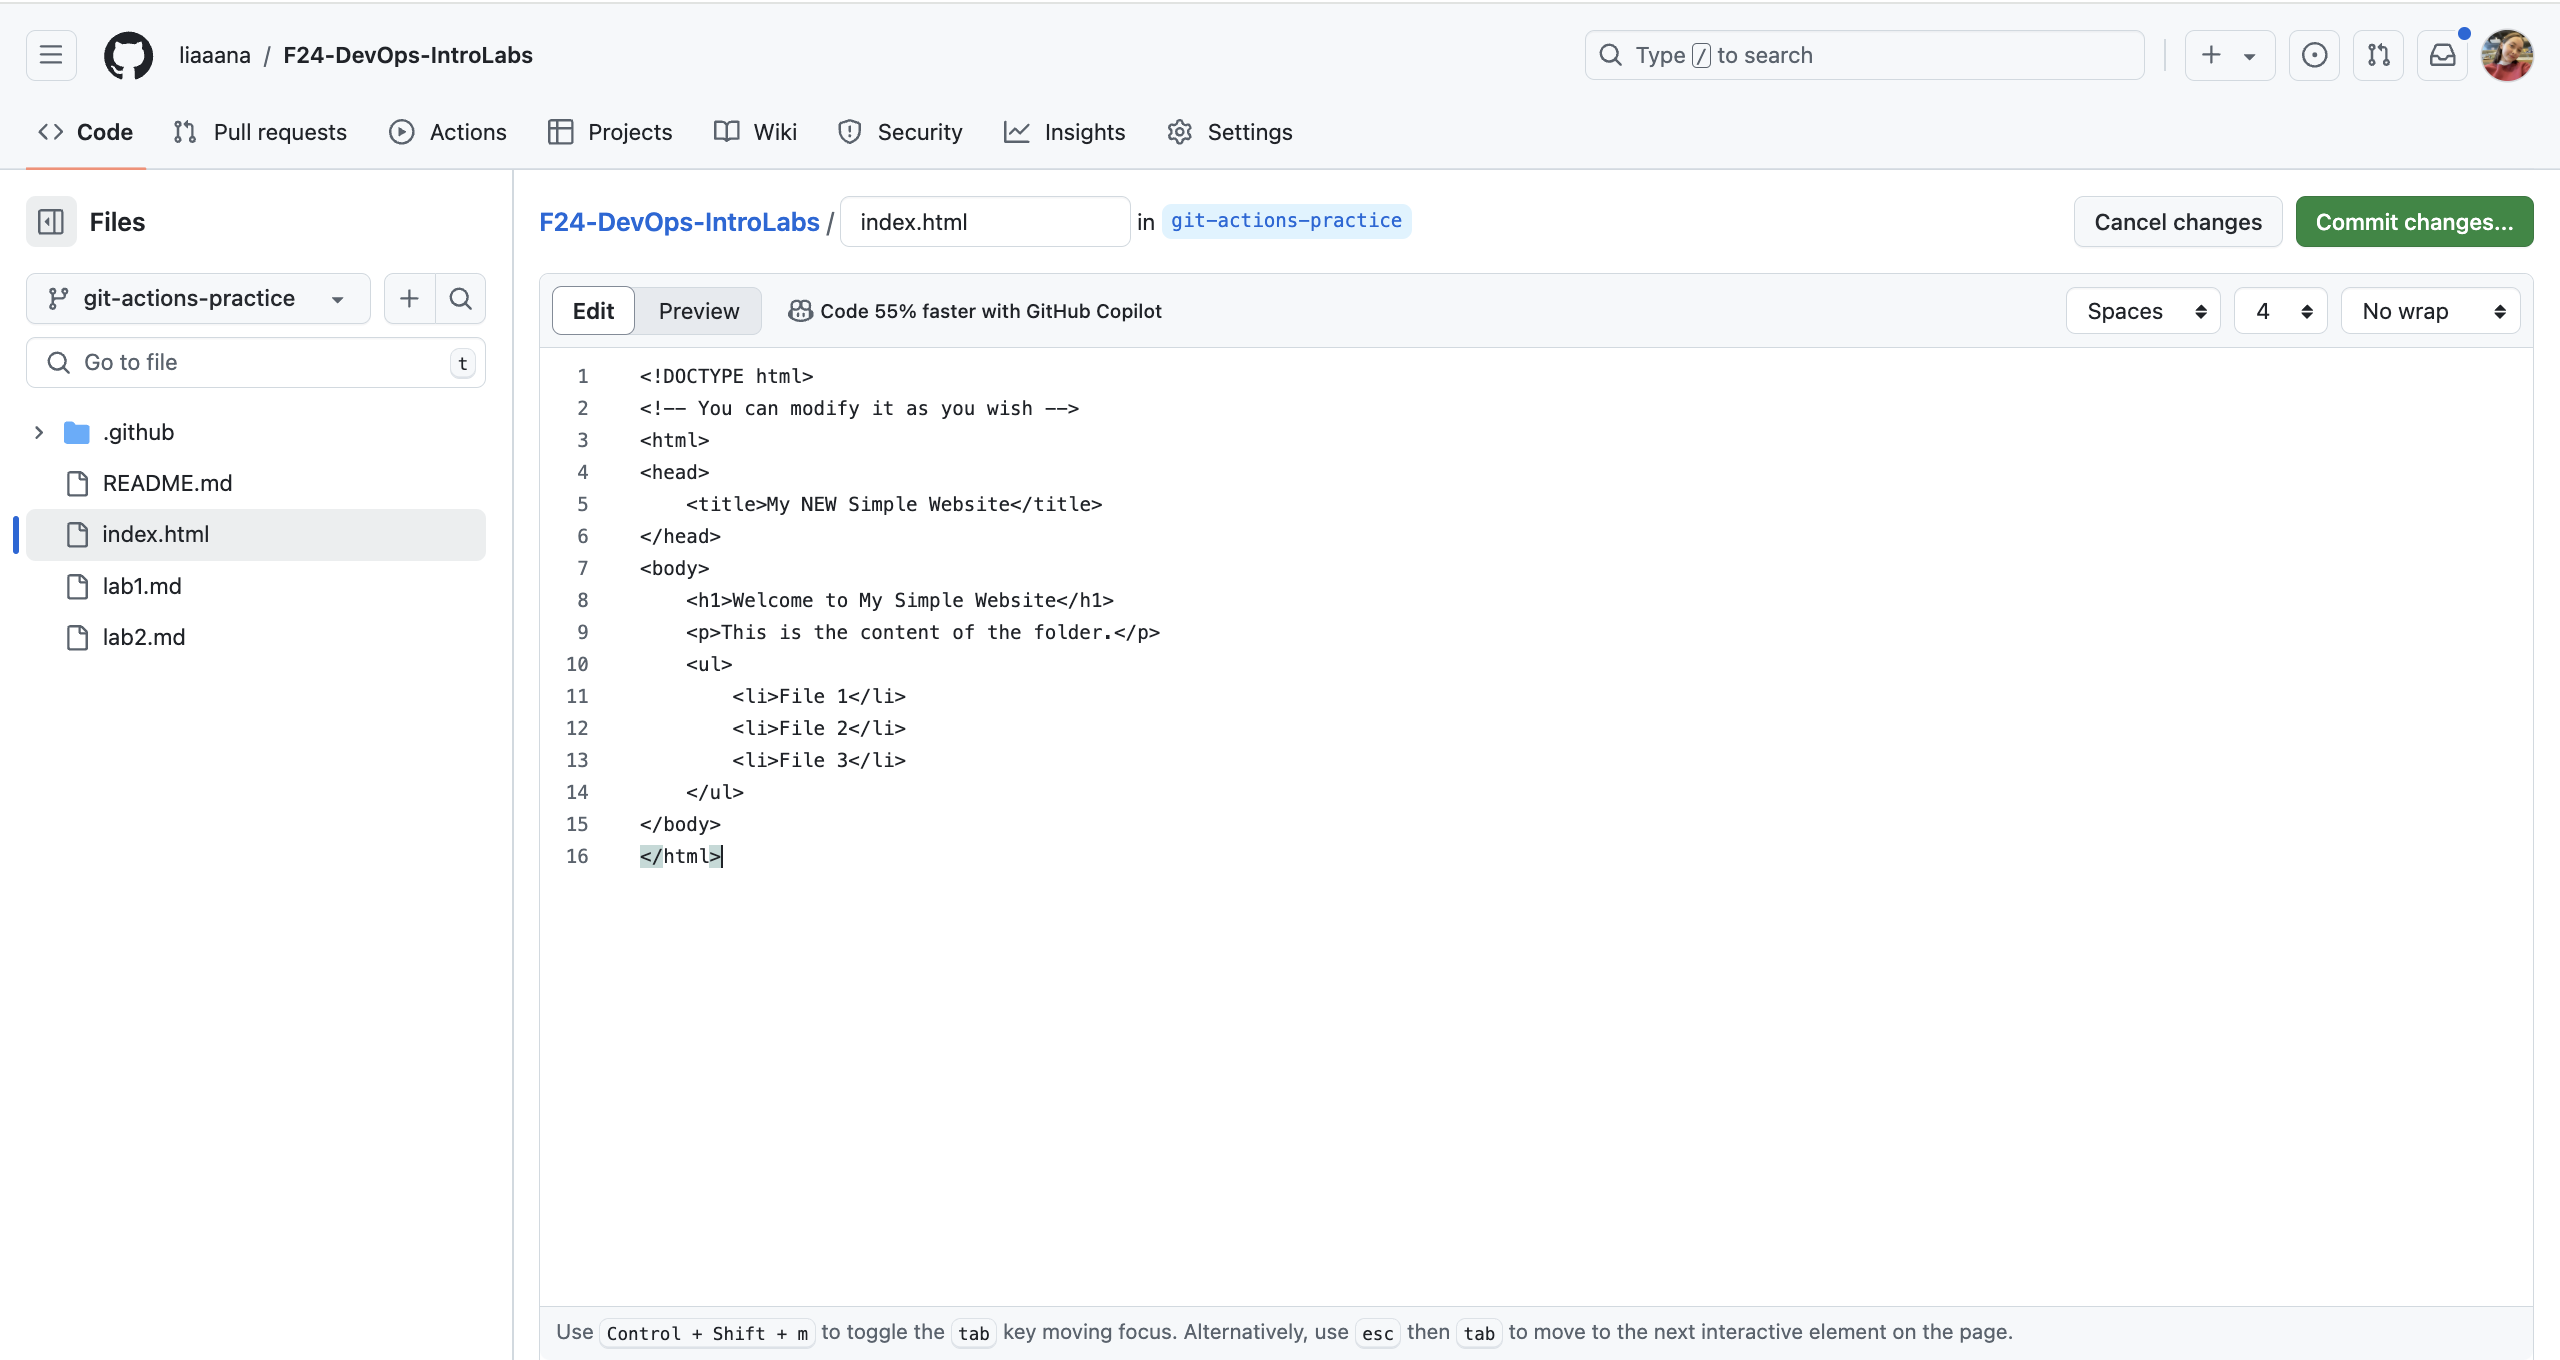 liaaana / F24-DevOps-IntroLabs
Type / to search
Code
Pull requests
Actions
Projects
Wiki
Security
Insights
Settings
Files
git-actions-practice
Go to file
t
.github
README.md
index.html
lab1.md
lab2.md
F24-DevOps-IntroLabs / index.html in git-actions-practice
Cancel changes
Commit changes...
Edit
Preview
Code 55% faster with GitHub Copilot
Spaces
4
No wrap
1 <!DOCTYPE html>
2 <!-- You can modify it as you wish -->
3 <html>
4 <head>
5     <title>My NEW Simple Website</title>
6 </head>
7 <body>
8     <h1>Welcome to My Simple Website</h1>
9     <p>This is the content of the folder.</p>
10     <ul>
11         <li>File 1</li>
12         <li>File 2</li>
13         <li>File 3</li>
14     </ul>
15 </body>
16 </html>
Use Control + Shift + m to toggle the tab key moving focus. Alternatively, use esc then tab to move to the next interactive element on the page.